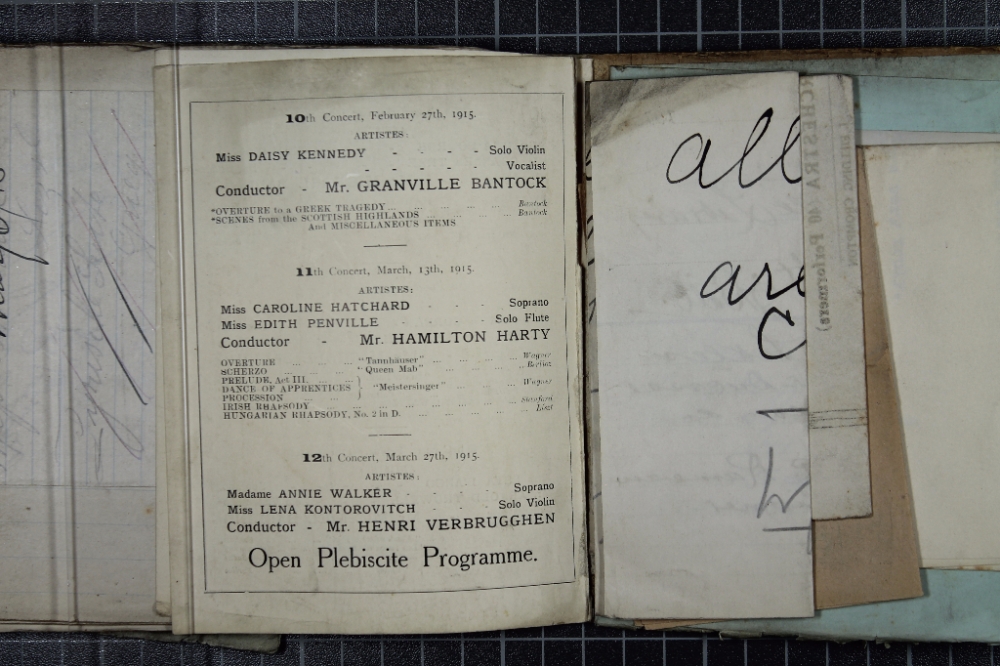 10th Concert, February 27th, 1915.
ARTISTES:
Miss DAISY KENNEDY - - - - Solo Violin
- - - - - Vocalist
Conductor - Mr. GRANVILLE BANTOCK
*OVERTURE to a GREEK TRAGEDY ... Bantock
*SCENES from the SCOTTISH HIGHLANDS ... Bantock
And MISCELLANEOUS ITEMS
11th Concert, March, 13th, 1915.
ARTISTES:
Miss CAROLINE HATCHARD - - - Soprano
Miss EDITH PENVILLE - - - - Solo Flute
Conductor - Mr. HAMILTON HARTY
OVERTURE ... "Tannhäuser" ... Wagner
SCHERZO ... "Queen Mab" ... Berlioz
PRELUDE, Act III. ...
DANCE OF APPRENTICES } "Meistersinger" ... Wagner
PROCESSION ...
IRISH RHAPSODY ... Stanford
HUNGARIAN RHAPSODY, No. 2 in D. ... Liszt
12th Concert, March 27th, 1915.
ARTISTES:
Madame ANNIE WALKER - - - Soprano
Miss LENA KONTOROVITCH - - Solo Violin
Conductor - Mr. HENRI VERBRUGGHEN
Open Plebiscite Programme.
all
are
RCHESTRA (40 Performers)